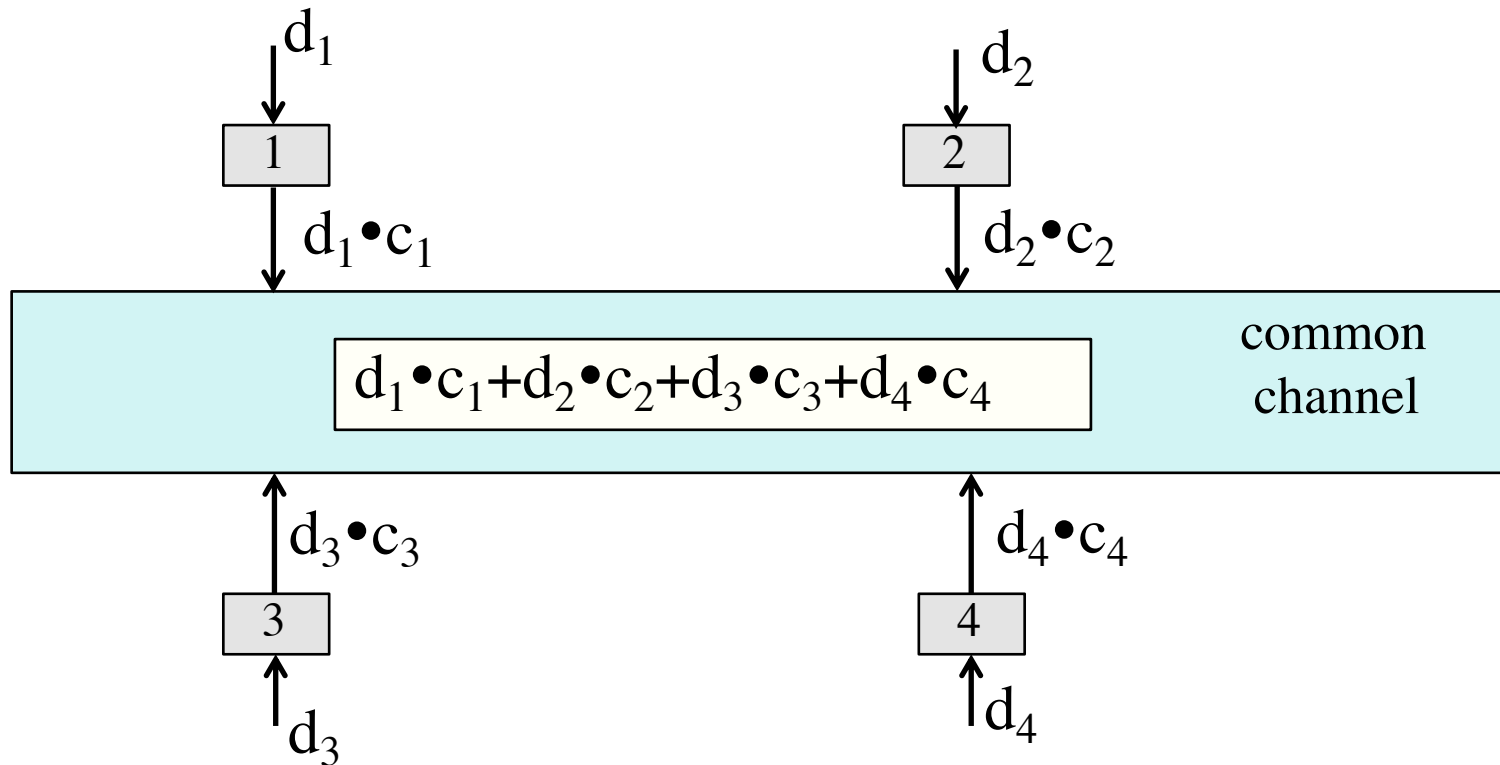 d₁
d₂
1
2
d₁•c₁
d₂•c₂
common
channel
d₁•c₁+d₂•c₂+d₃•c₃+d₄•c₄
d₃•c₃
d₄•c₄
3
4
d₃
d₄